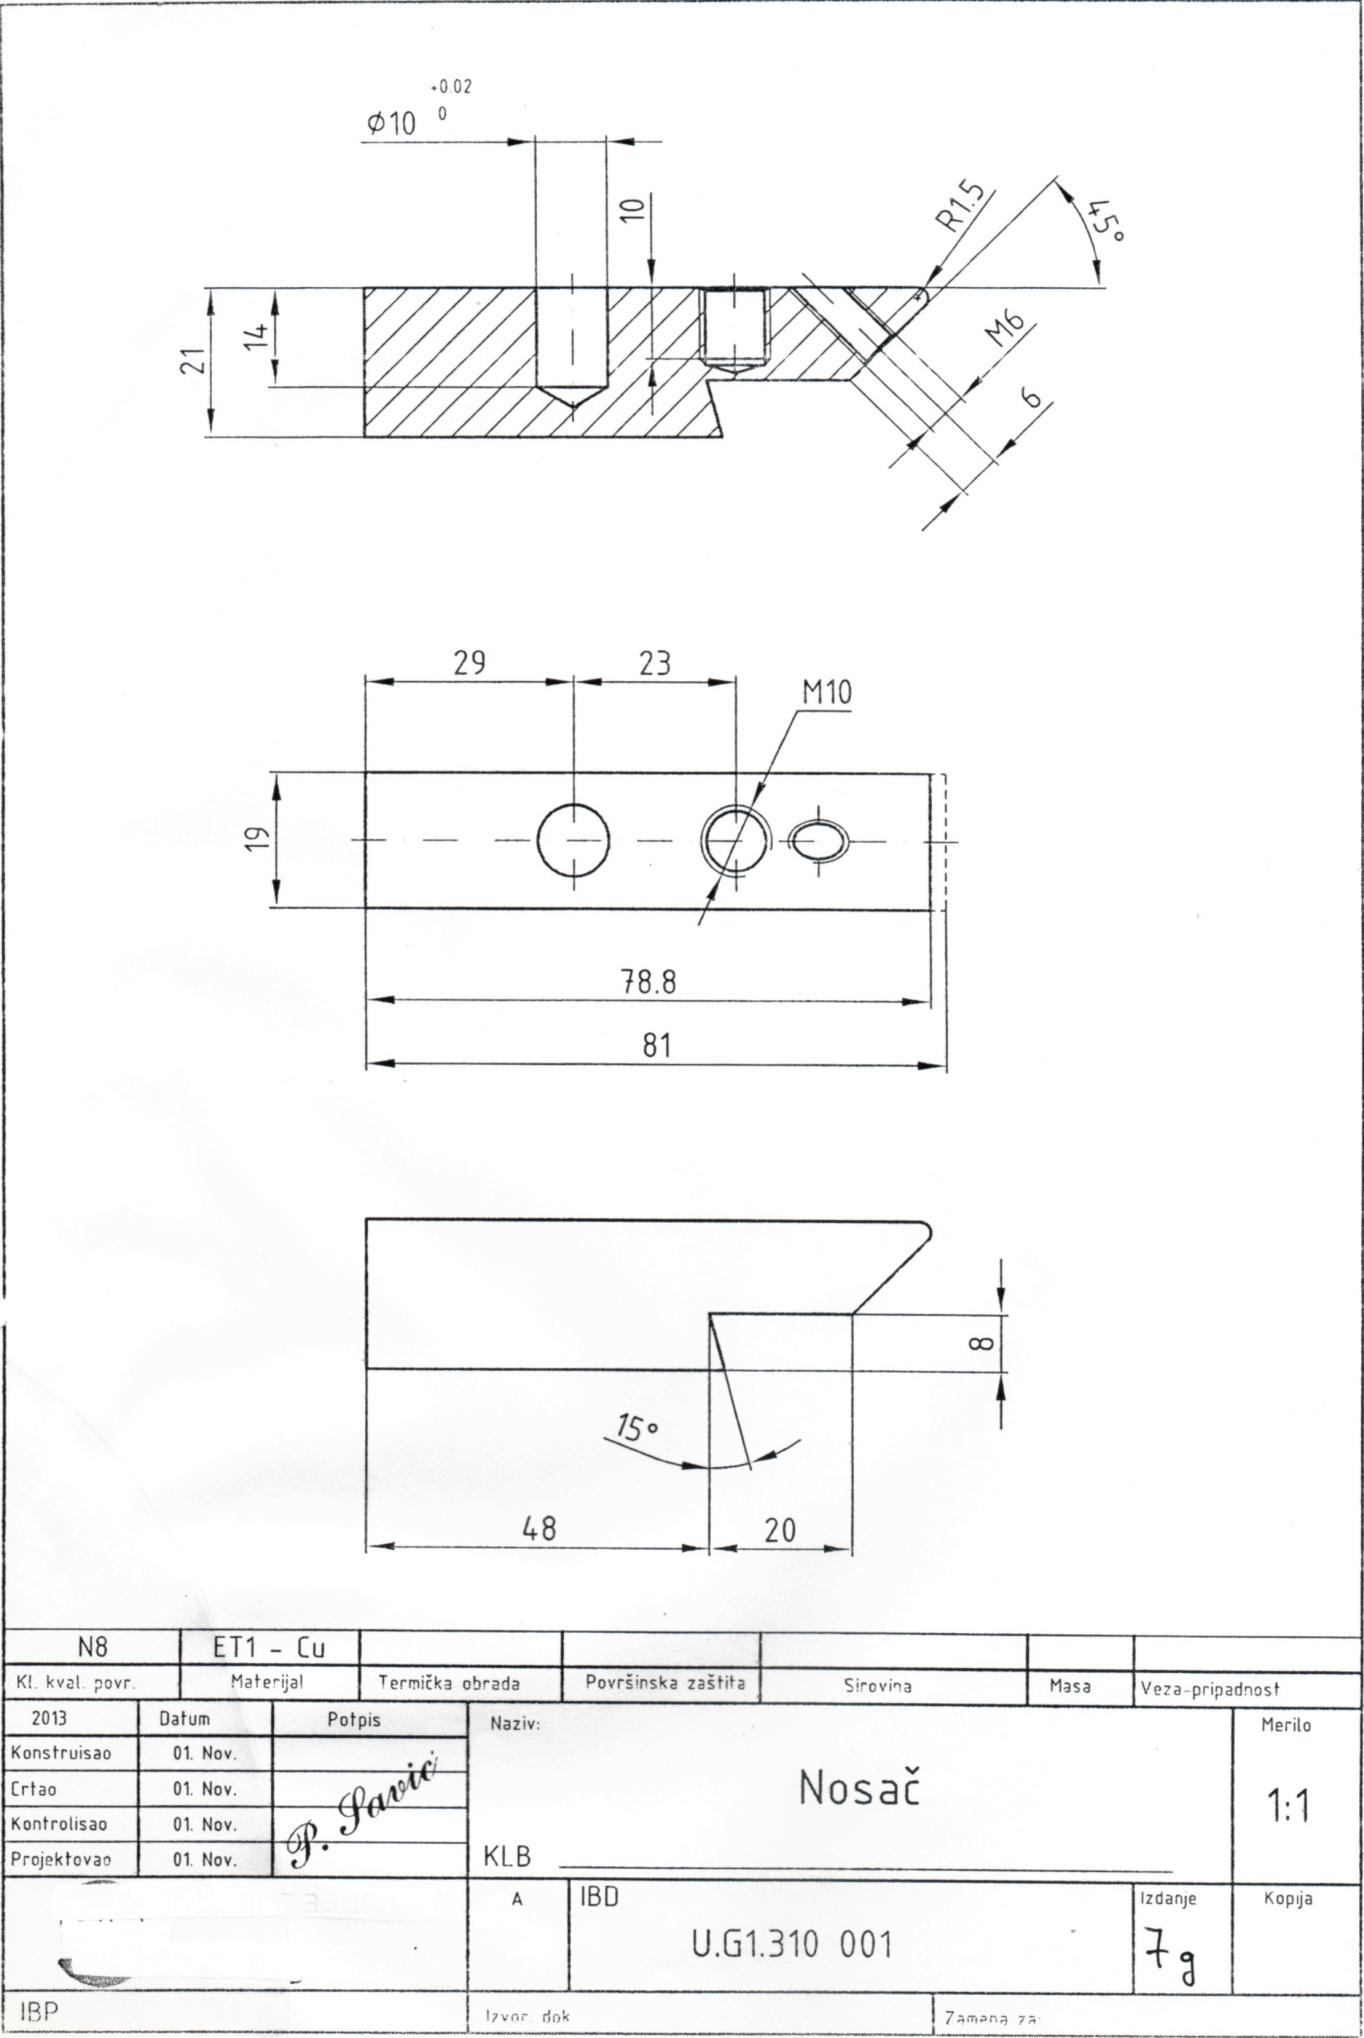 +0.02
Ø10 0
10
R1.5
45°
21
14
M6
6
29
23
M10
19
78.8
81
8
15°
48
20
N8 ET1 - Cu
Kl. kval. povr. Materijal Termička obrada Površinska zaštita Sirovina Masa Veza-pripadnost
2013 Datum Potpis Naziv: Merilo
Konstruisao 01. Nov.
Crtao 01. Nov.
Kontrolisao 01. Nov.
Projektovao 01. Nov.
P. Savić
Nosač
1:1
KLB
A IBD Izdanje Kopija
U.G1.310 001
7g
IBP Izvor. dok Zamena za: